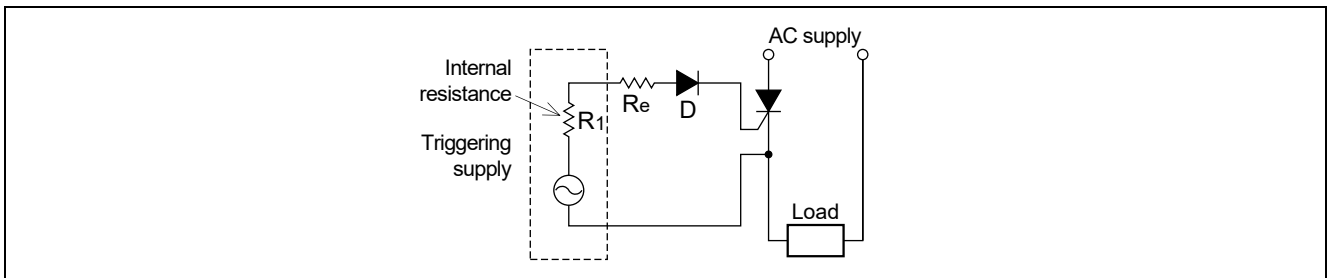 AC supply
Internal
resistance
Re
D
R1
Triggering
supply
Load